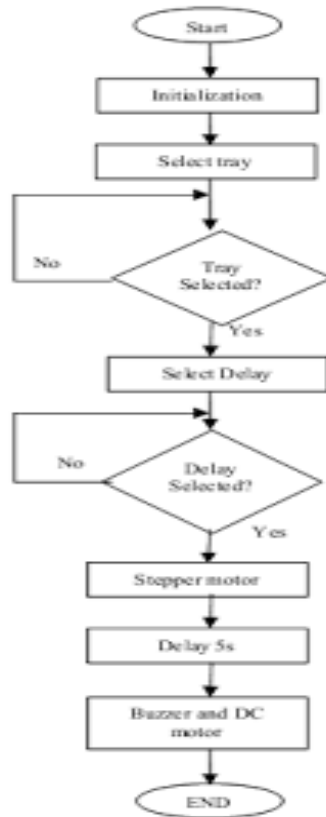 Start
Initialization
Select tray
No
Tray
Selected?
Yes
Select Delay
No
Delay
Selected?
Yes
Stepper motor
Delay 5s
Buzzer and DC
motor
END